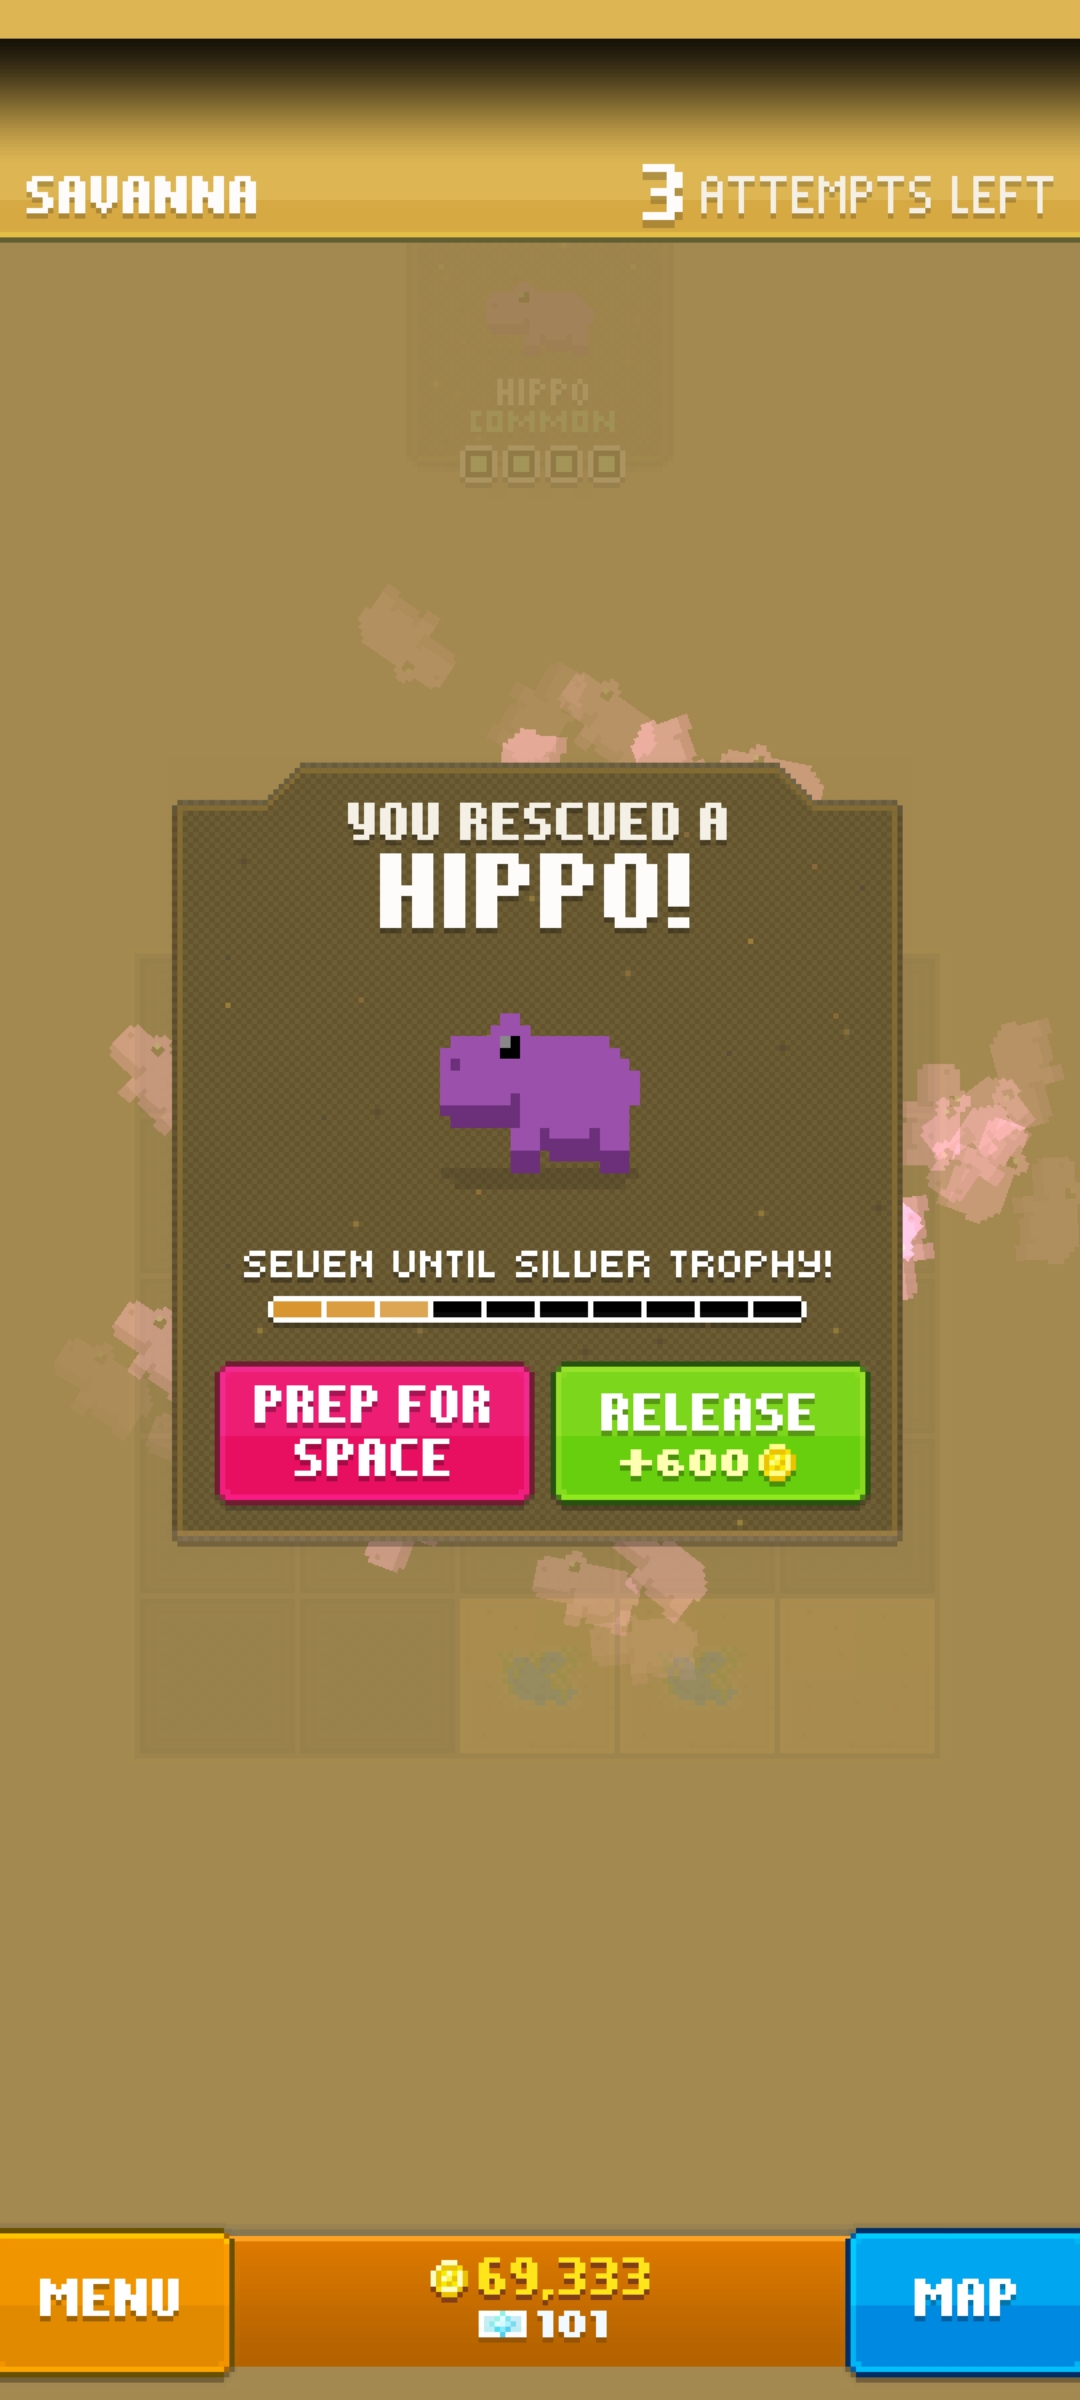 SAVANNA
3 ATTEMPTS LEFT
HIPPO
COMMON
YOU RESCUED A
HIPPO!
SEVEN UNTIL SILVER TROPHY!
PREP FOR
SPACE
RELEASE
+600
MENU
69,333
101
MAP